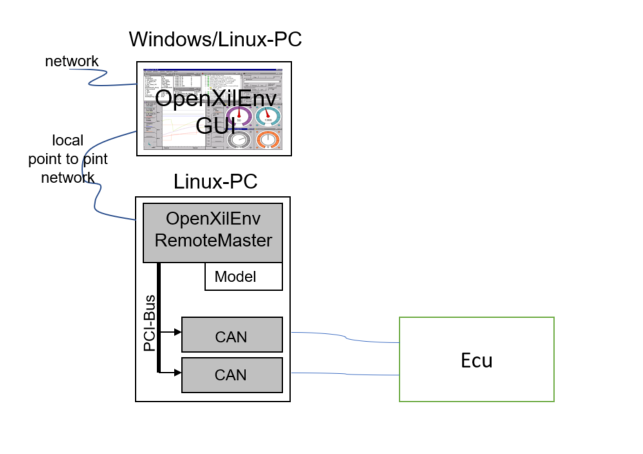 Windows/Linux-PC
network
OpenXilEnv
GUI
local
point to pint
network
Linux-PC
OpenXilEnv
RemoteMaster
Model
PCI-Bus
CAN
CAN
Ecu